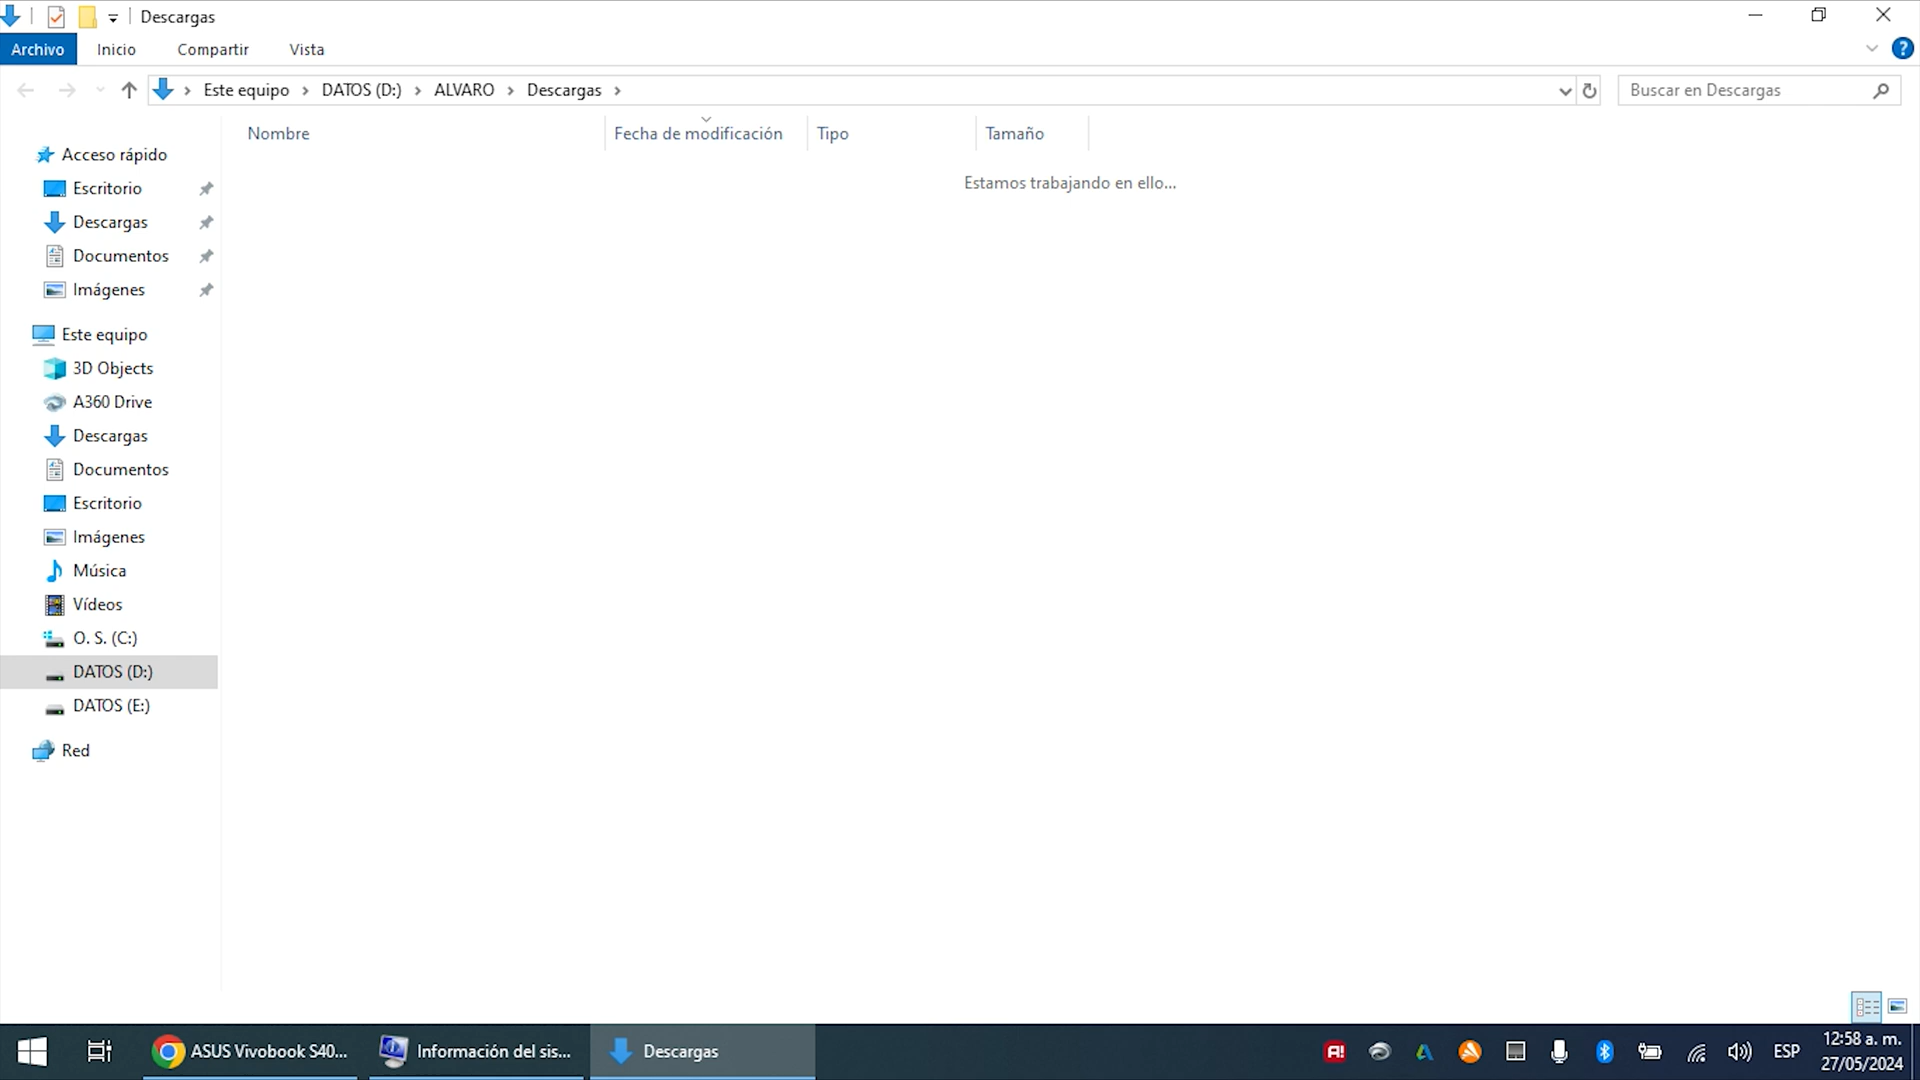 Descargas
Archivo Inicio Compartir Vista
Este equipo DATOS (D:) ALVARO Descargas
Buscar en Descargas
Nombre Fecha de modificación Tipo Tamaño
Estamos trabajando en ello...
Acceso rápido
Escritorio
Descargas
Documentos
Imágenes
Este equipo
3D Objects
A360 Drive
Descargas
Documentos
Escritorio
Imágenes
Música
Vídeos
O. S. (C:)
DATOS (D:)
DATOS (E:)
Red
ASUS Vivobook S40... Información del sis... Descargas
ESP
12:58 a. m.
27/05/2024